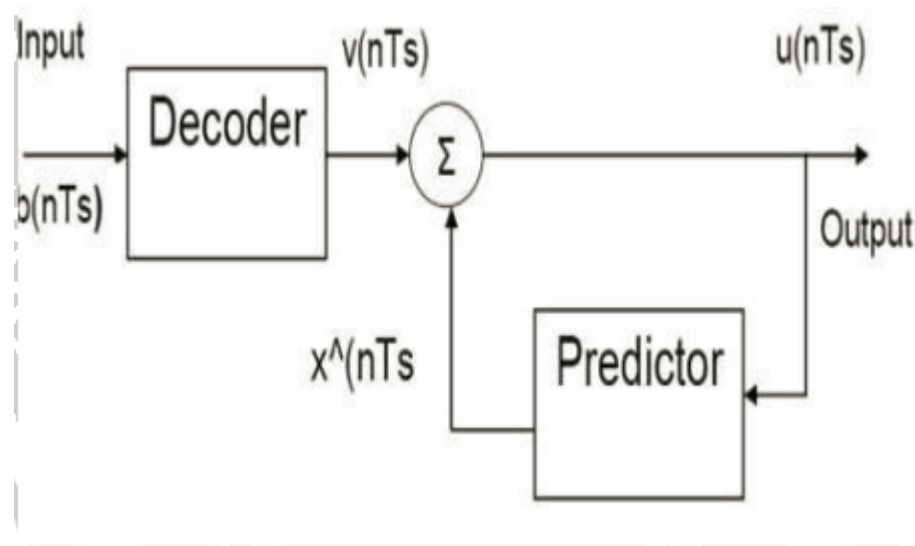 Input
v(nTs)
u(nTs)
Decoder
Σ
b(nTs)
Output
x^(nTs
Predictor